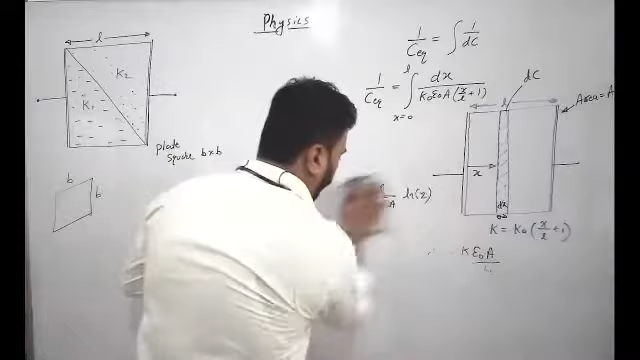 Physics
l
K₂
K₁
plate
square b×b
b
b
1/Ceq = ∫ 1/dC
1/Ceq = ∫ₓ₌₀ˡ dx / K₀ε₀A(x/l+1)
ln(2)
dC
l
Area = A
x
dx
K = K₀(x/l+1)
Kε₀A